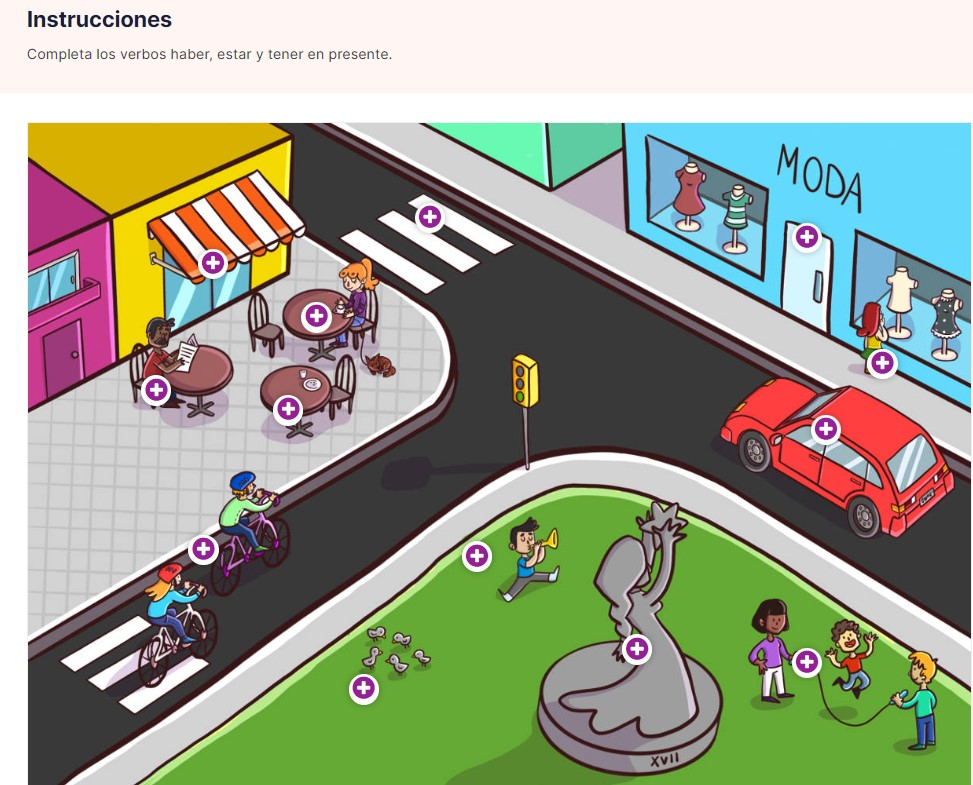 Instrucciones
Completa los verbos haber, estar y tener en presente.
MODA
XVII